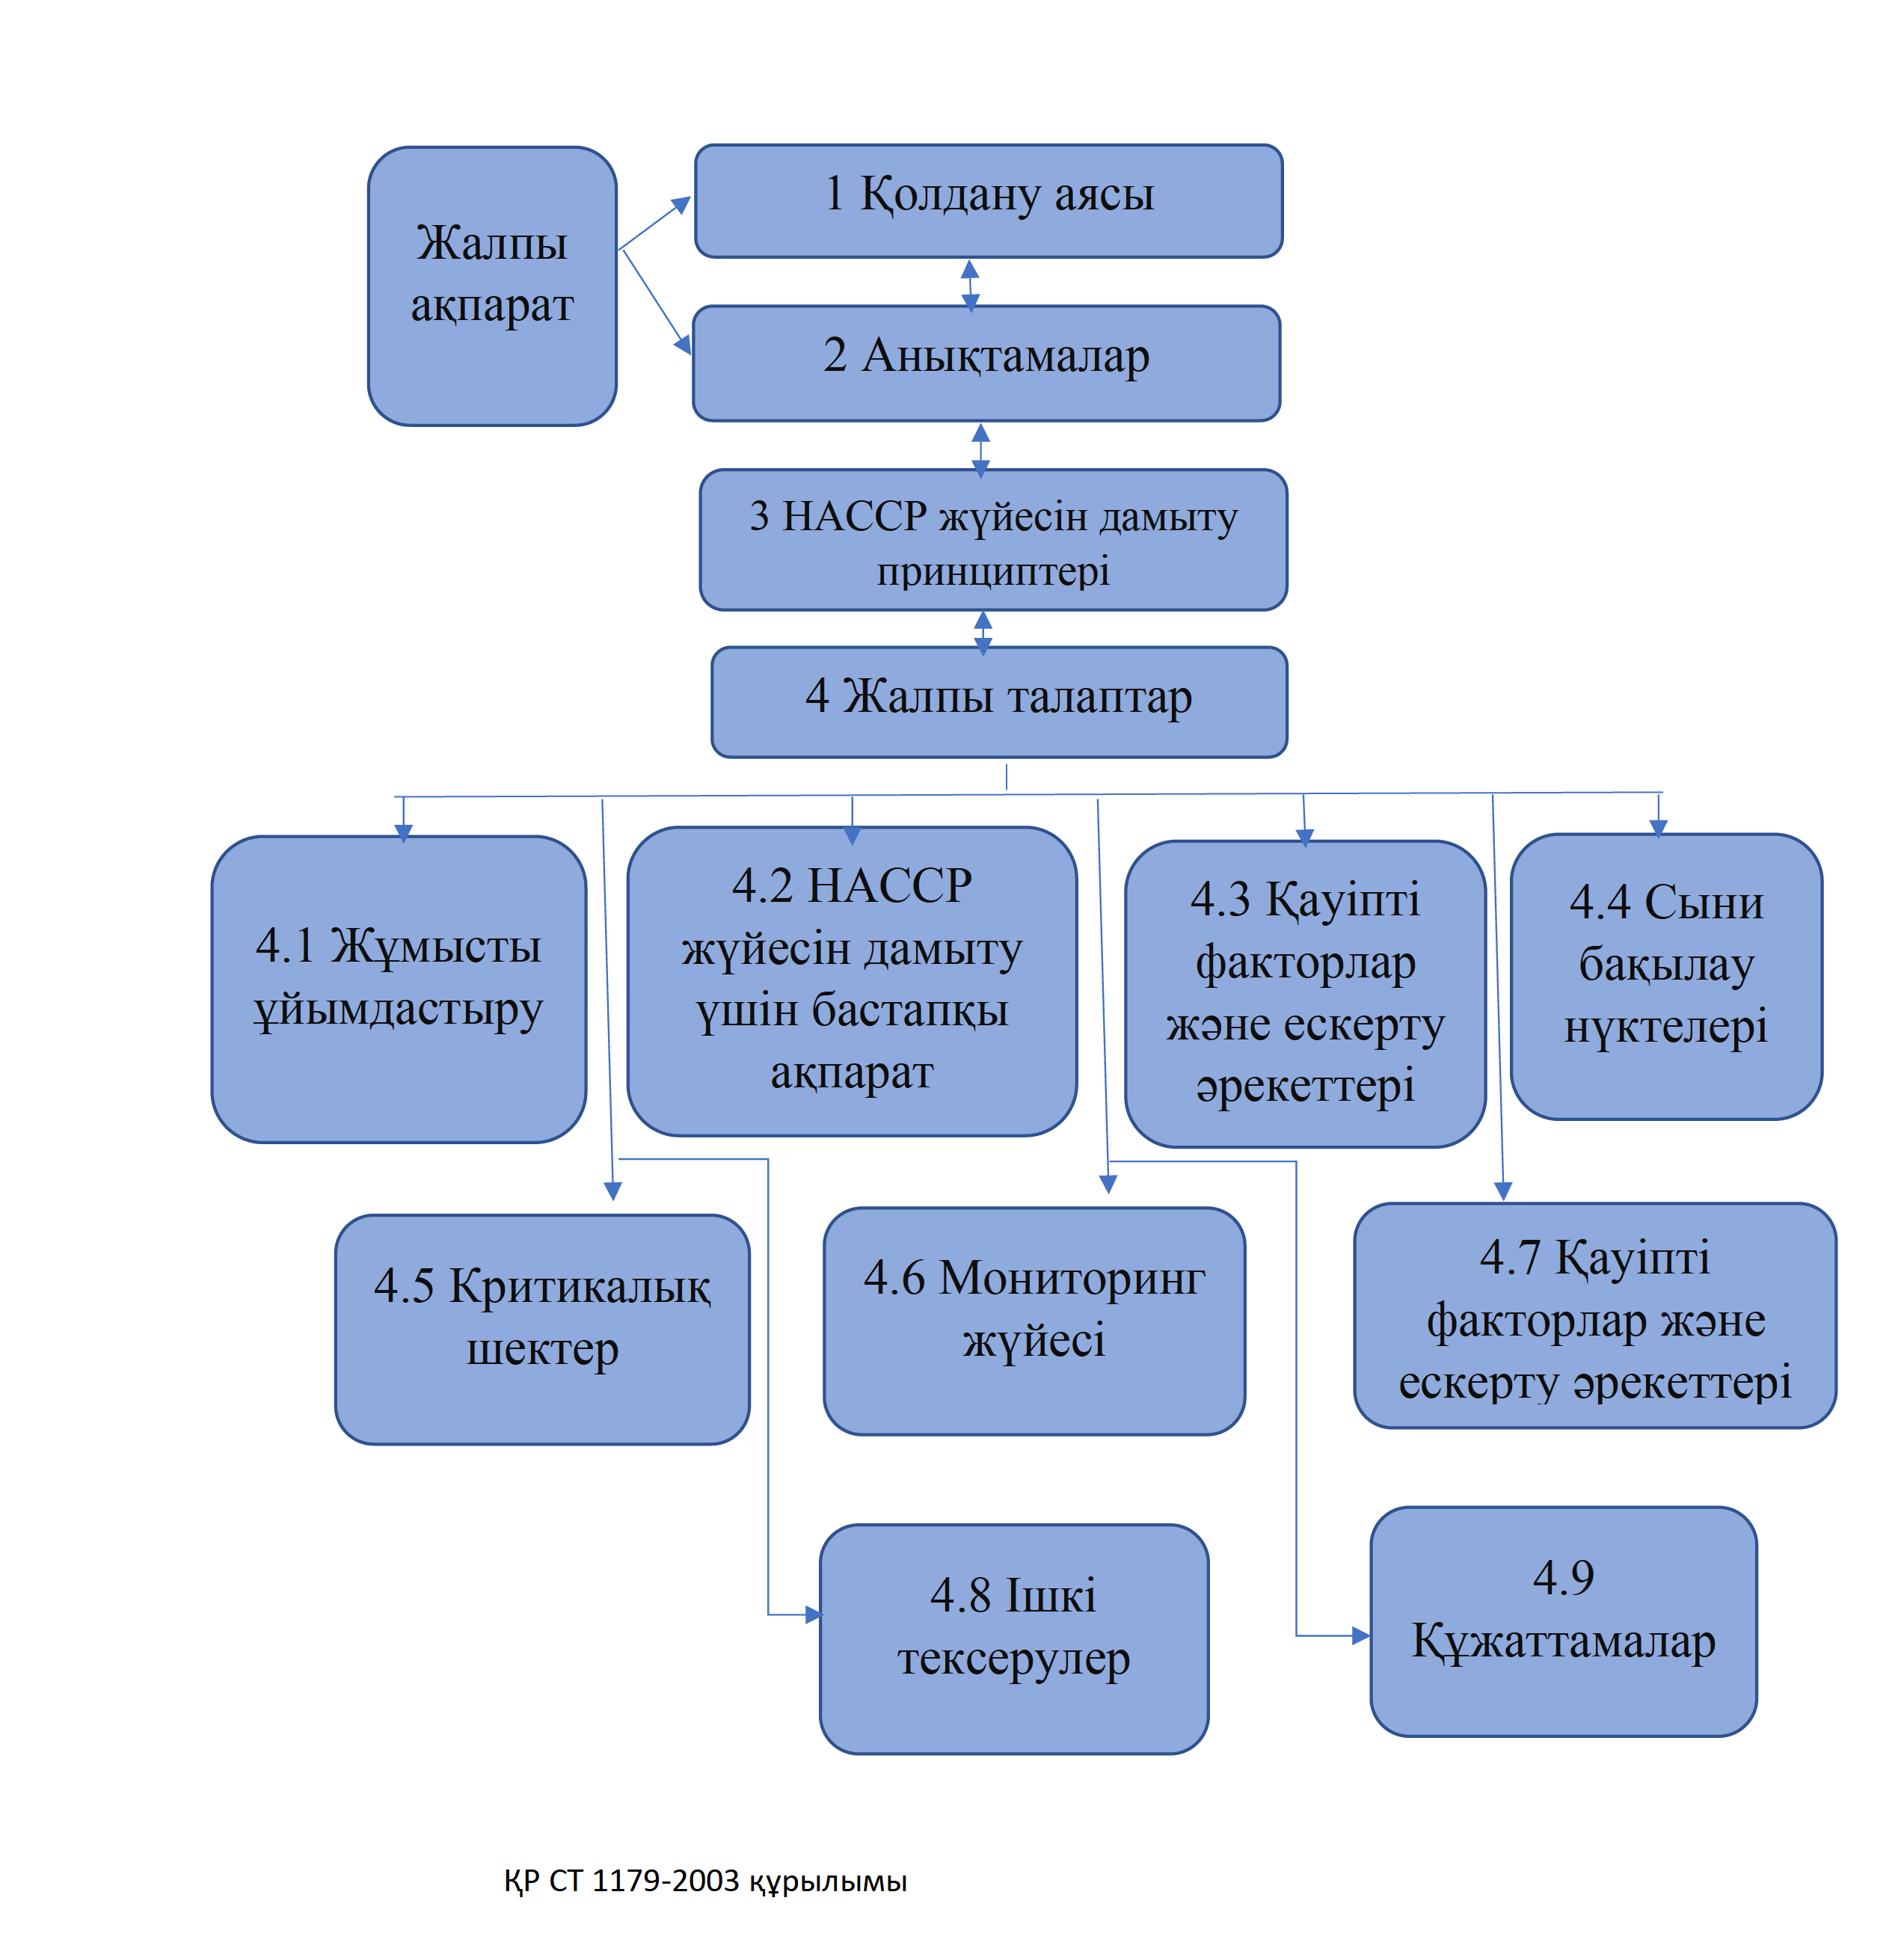 Жалпы
ақпарат
1 Қолдану аясы
2 Анықтамалар
3 НАССР жүйесін дамыту
принциптері
4 Жалпы талаптар
4.1 Жұмысты
ұйымдастыру
4.2 НАССР
жүйесін дамыту
үшін бастапқы
ақпарат
4.3 Қауіпті
факторлар
және ескерту
әрекеттері
4.4 Сыни
бақылау
нүктелері
4.5 Критикалық
шектер
4.6 Мониторинг
жүйесі
4.7 Қауіпті
факторлар және
ескерту әрекеттері
4.8 Ішкі
тексерулер
4.9
Құжаттамалар
ҚР СТ 1179-2003 құрылымы